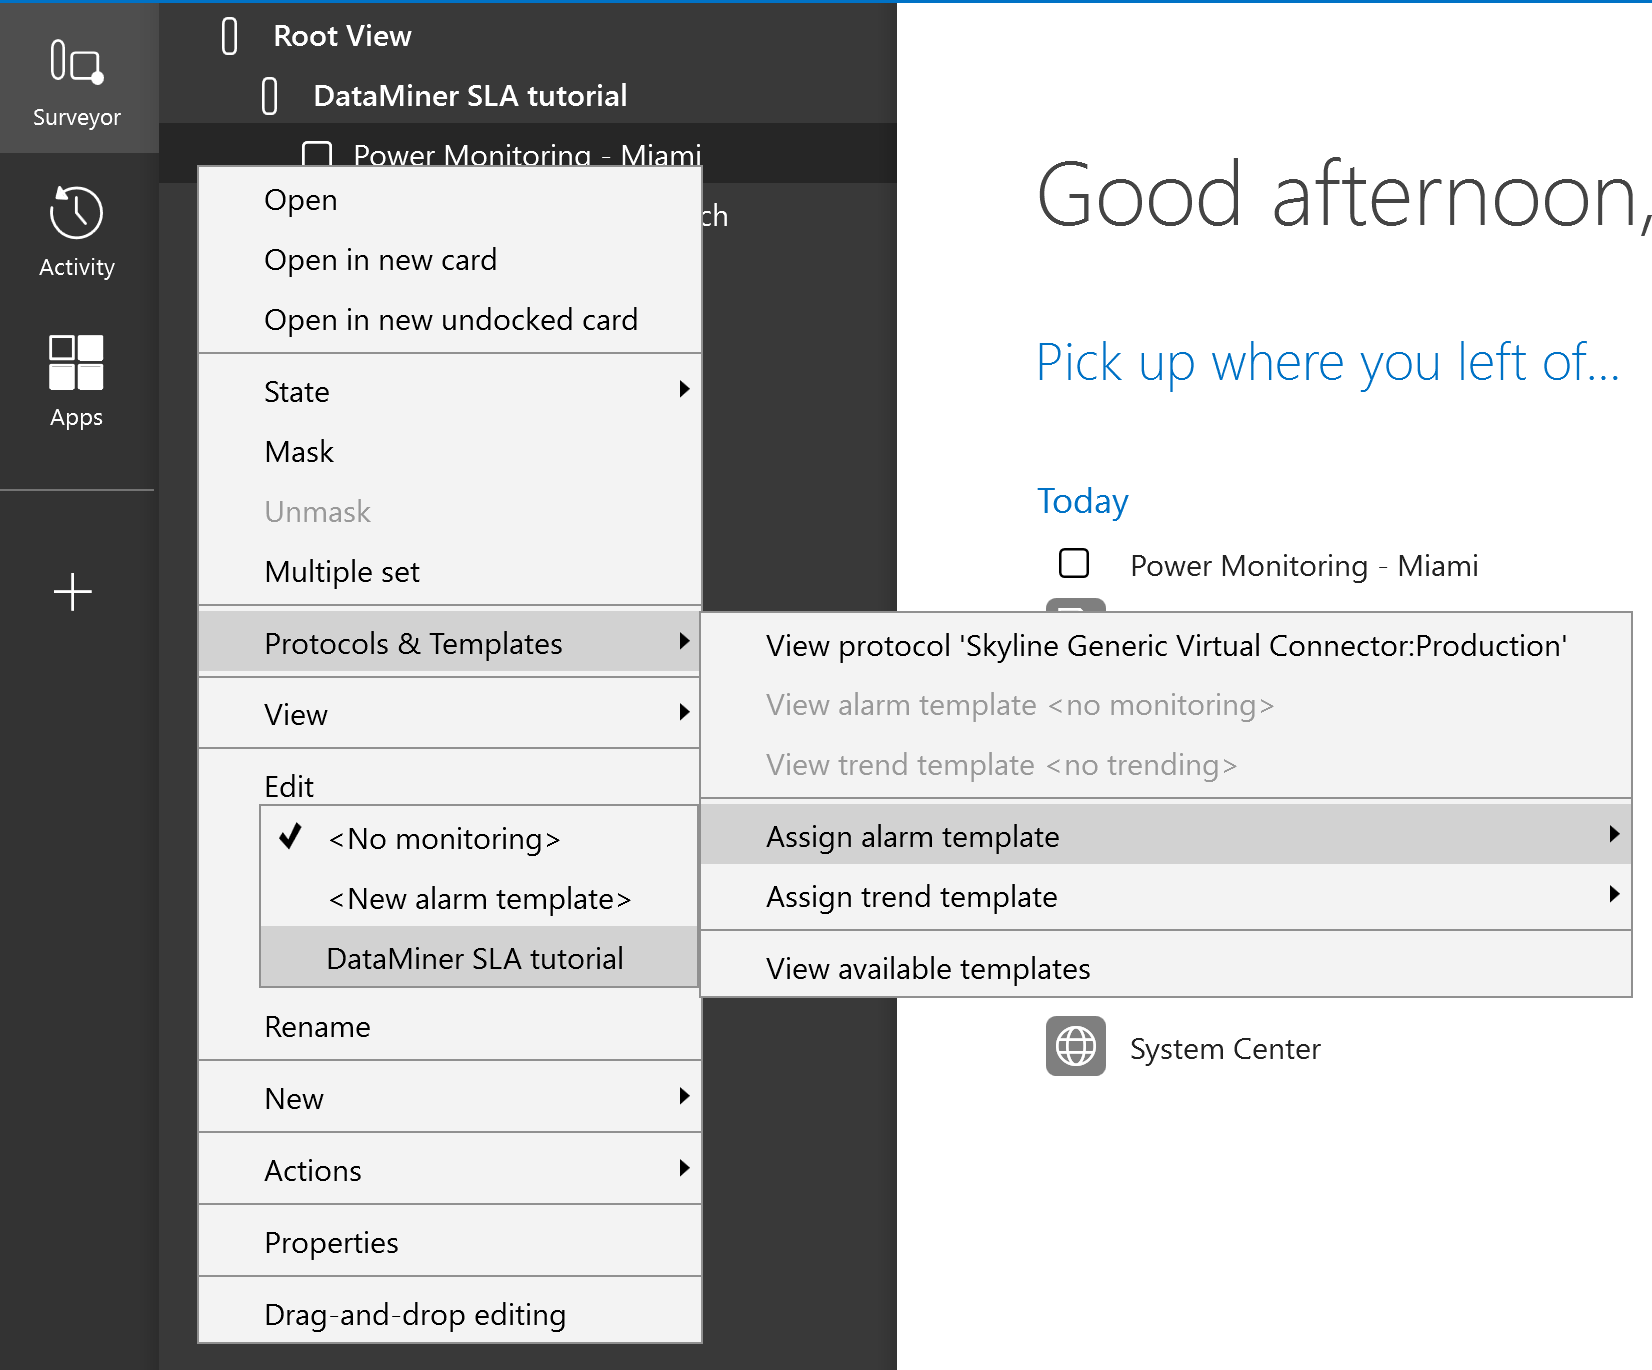 Surveyor
Activity
Apps
Root View
DataMiner SLA tutorial
Power Monitoring - Miami
ch
Open
Open in new card
Open in new undocked card
State
Mask
Unmask
Multiple set
Protocols & Templates
View
Edit
<No monitoring>
<New alarm template>
DataMiner SLA tutorial
Rename
New
Actions
Properties
Drag-and-drop editing
View protocol 'Skyline Generic Virtual Connector:Production'
View alarm template <no monitoring>
View trend template <no trending>
Assign alarm template
Assign trend template
View available templates
Good afternoon,
Pick up where you left of...
Today
Power Monitoring - Miami
System Center